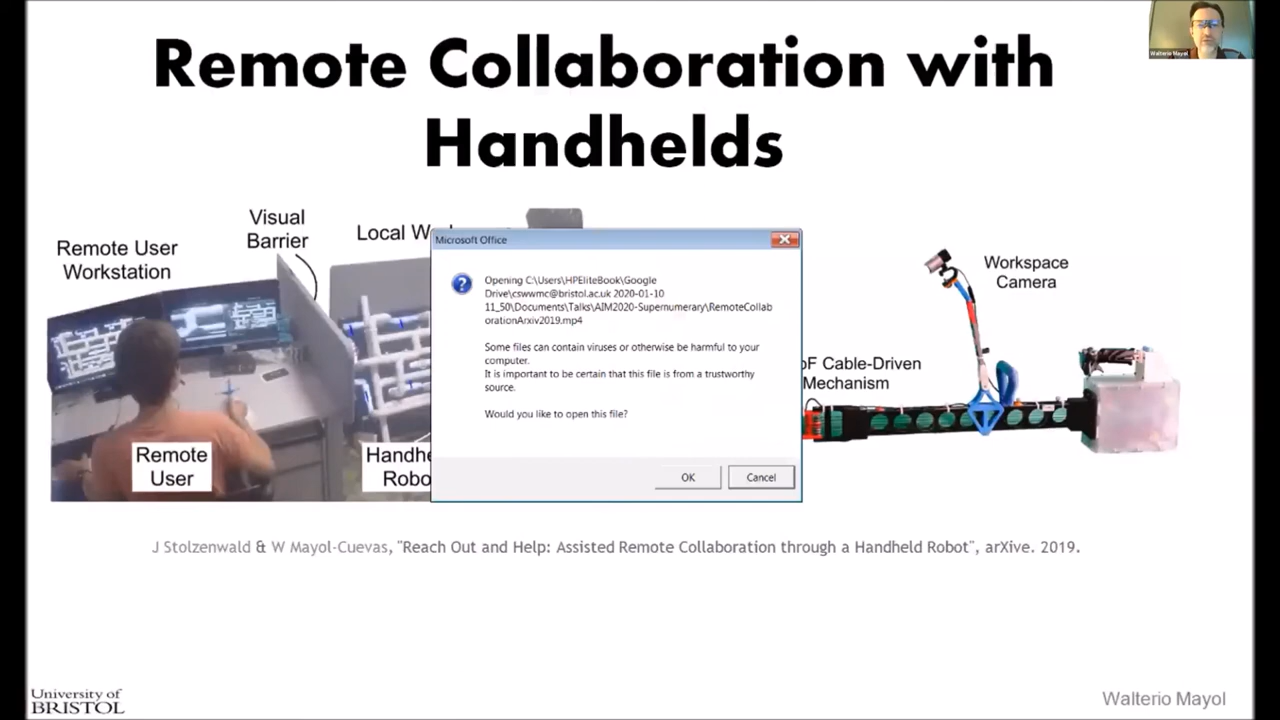 Remote Collaboration with
Handhelds
Walterio Mayol
Visual
Barrier
Remote User
Workstation
Local W
Workspace
Camera
Microsoft Office
Opening C:\Users\HPEliteBook\Google
Drive\cswwmc@bristol.ac.uk 2020-01-10
11_50\Documents\Talks\AIM2020-Supernumerary\RemoteCollab
orationArxiv2019.mp4
Some files can contain viruses or otherwise be harmful to your
computer.
It is important to be certain that this file is from a trustworthy
source.
Would you like to open this file?
OK
Cancel
oF Cable-Driven
Mechanism
Remote
User
Handhe
Robo
J Stolzenwald & W Mayol-Cuevas, "Reach Out and Help: Assisted Remote Collaboration through a Handheld Robot", arXive. 2019.
University of
BRISTOL
Walterio Mayol